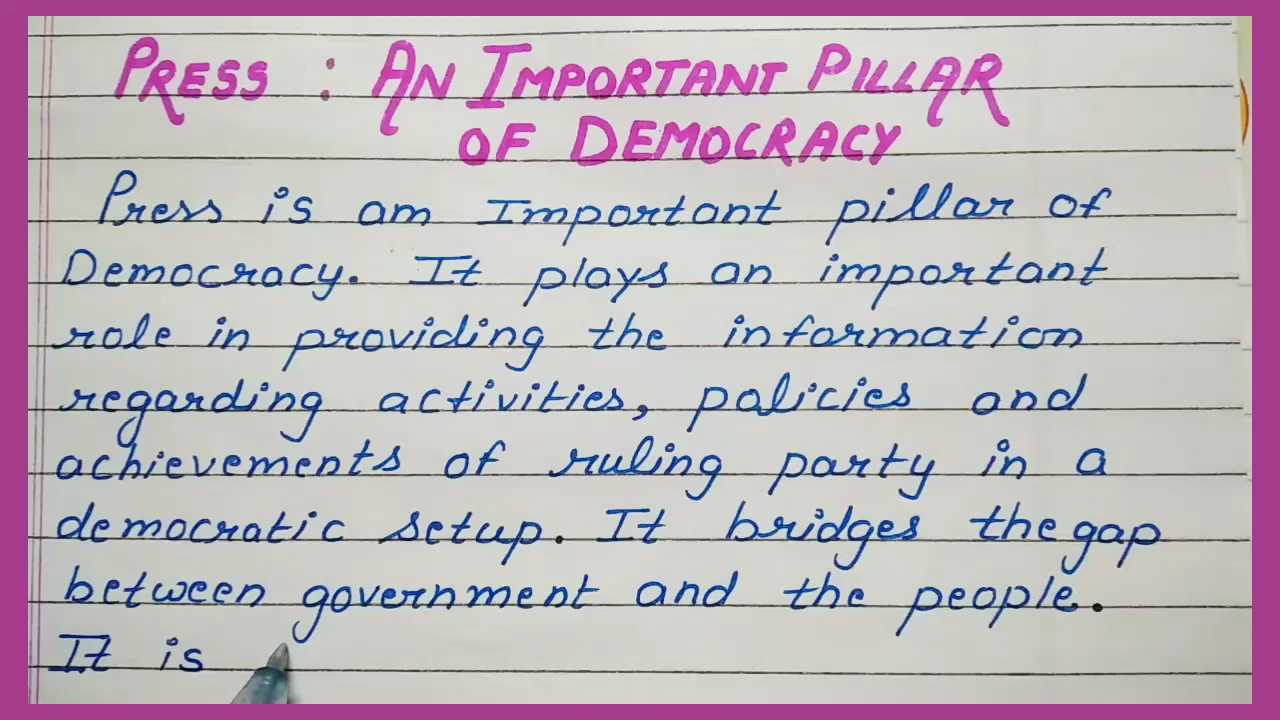 PRESS : AN IMPORTANT PILLAR
OF DEMOCRACY
Press is am Important pillar of
Democracy. It plays an important
role in providing the information
regarding activities, policies and
achievements of ruling party in a
democratic setup. It bridges the gap
between government and the people.
It is